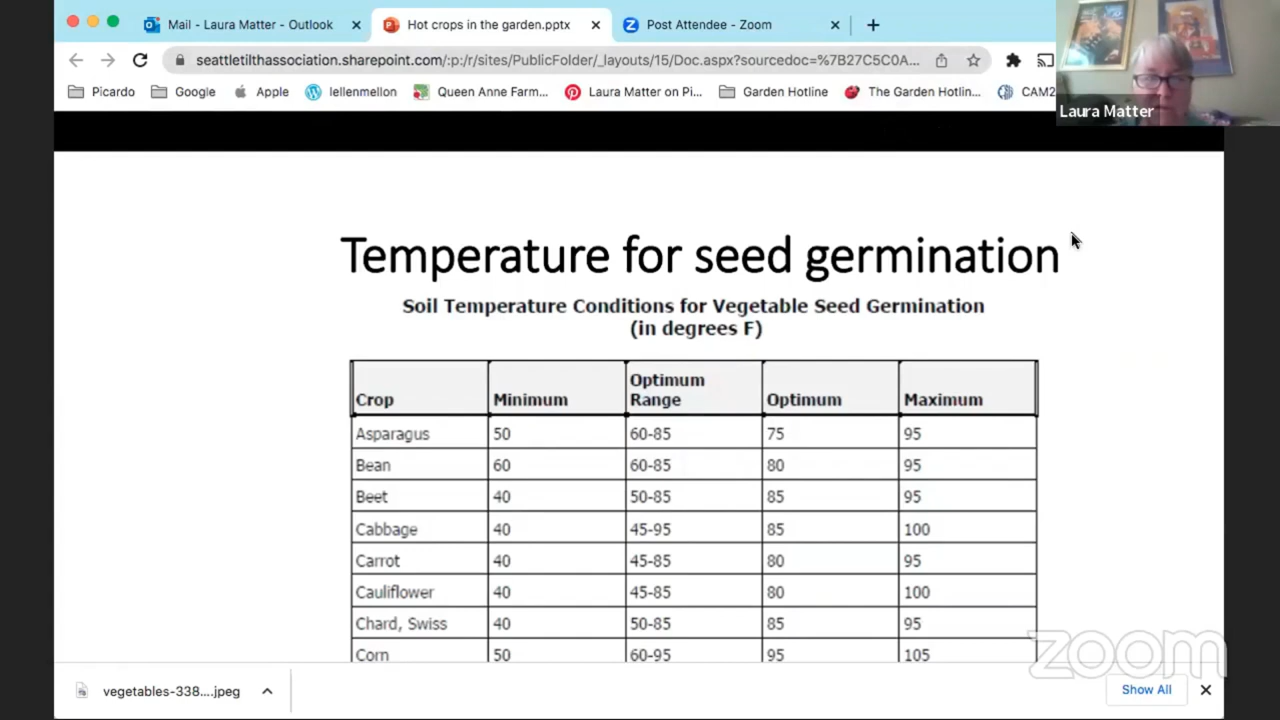 Mail - Laura Matter - Outlook
Hot crops in the garden.pptx
Post Attendee - Zoom
seattletilthassociation.sharepoint.com/:p:/r/sites/PublicFolder/_layouts/15/Doc.aspx?sourcedoc=%7B27C5C0A...
Picardo Google Apple lellenmellon Queen Anne Farm... Laura Matter on Pi... Garden Hotline The Garden Hotlin... CAM2
Laura Matter
Temperature for seed germination
Soil Temperature Conditions for Vegetable Seed Germination
(in degrees F)
Crop Minimum Optimum Range Optimum Maximum
Asparagus 50 60-85 75 95
Bean 60 60-85 80 95
Beet 40 50-85 85 95
Cabbage 40 45-95 85 100
Carrot 40 45-85 80 95
Cauliflower 40 45-85 80 100
Chard, Swiss 40 50-85 85 95
Corn 50 60-95 95 105
zoom
vegetables-338....jpeg
Show All